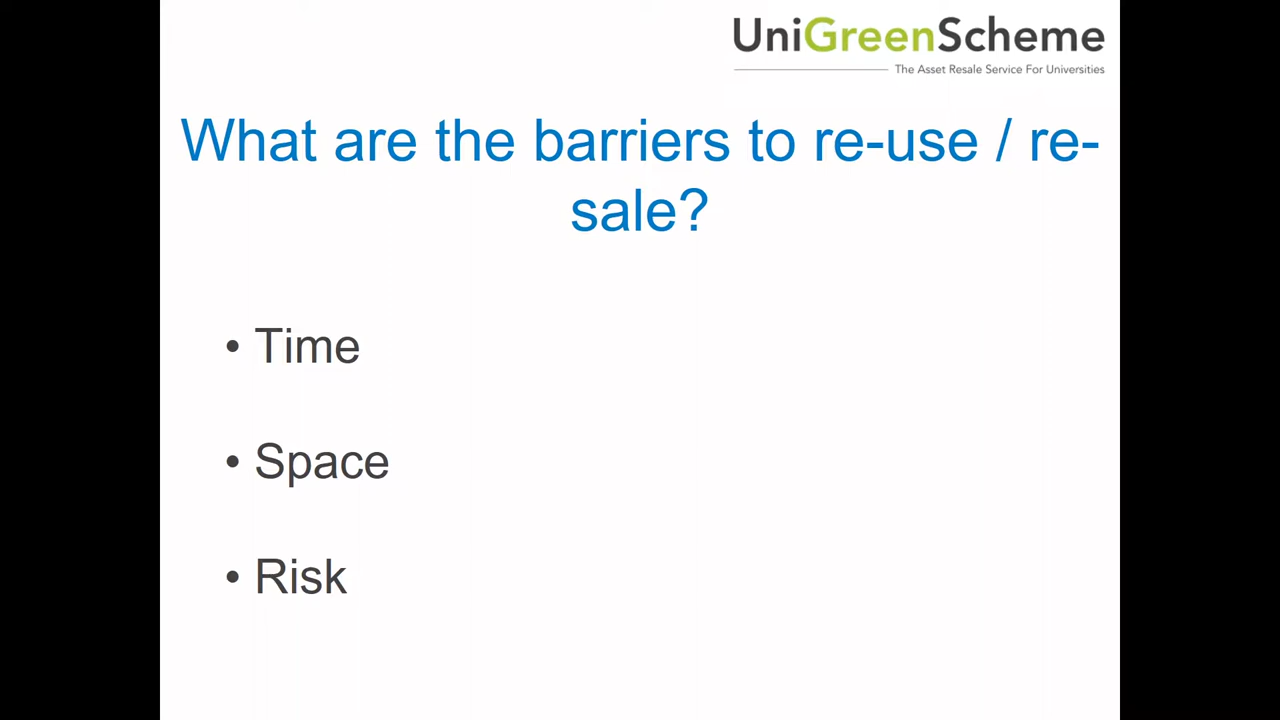 UniGreenScheme
The Asset Resale Service For Universities
What are the barriers to re-use / re-
sale?
• Time
• Space
• Risk